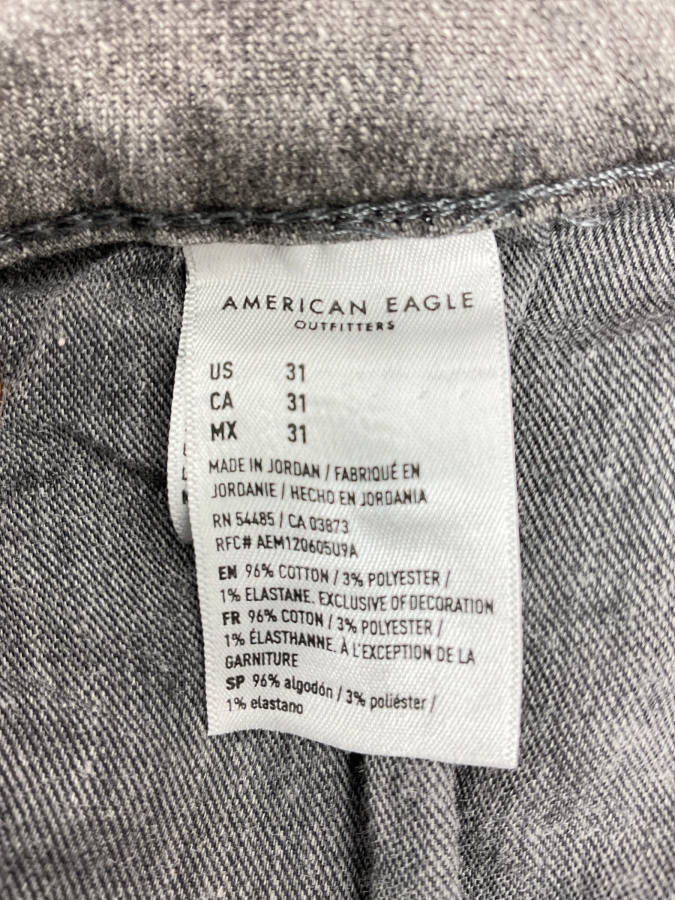 AMERICAN EAGLE
OUTFITTERS
US 31
CA 31
MX 31
MADE IN JORDAN / FABRIQUÉ EN
JORDANIE / HECHO EN JORDANIA
RN 54485 / CA 03873
RFC# AEM120605U9A
EN 96% COTTON / 3% POLYESTER /
1% ELASTANE. EXCLUSIVE OF DECORATION
FR 96% COTON / 3% POLYESTER /
1% ÉLASTHANNE. À L'EXCEPTION DE LA
GARNITURE
SP 96% algodón / 3% poliéster /
1% elastano